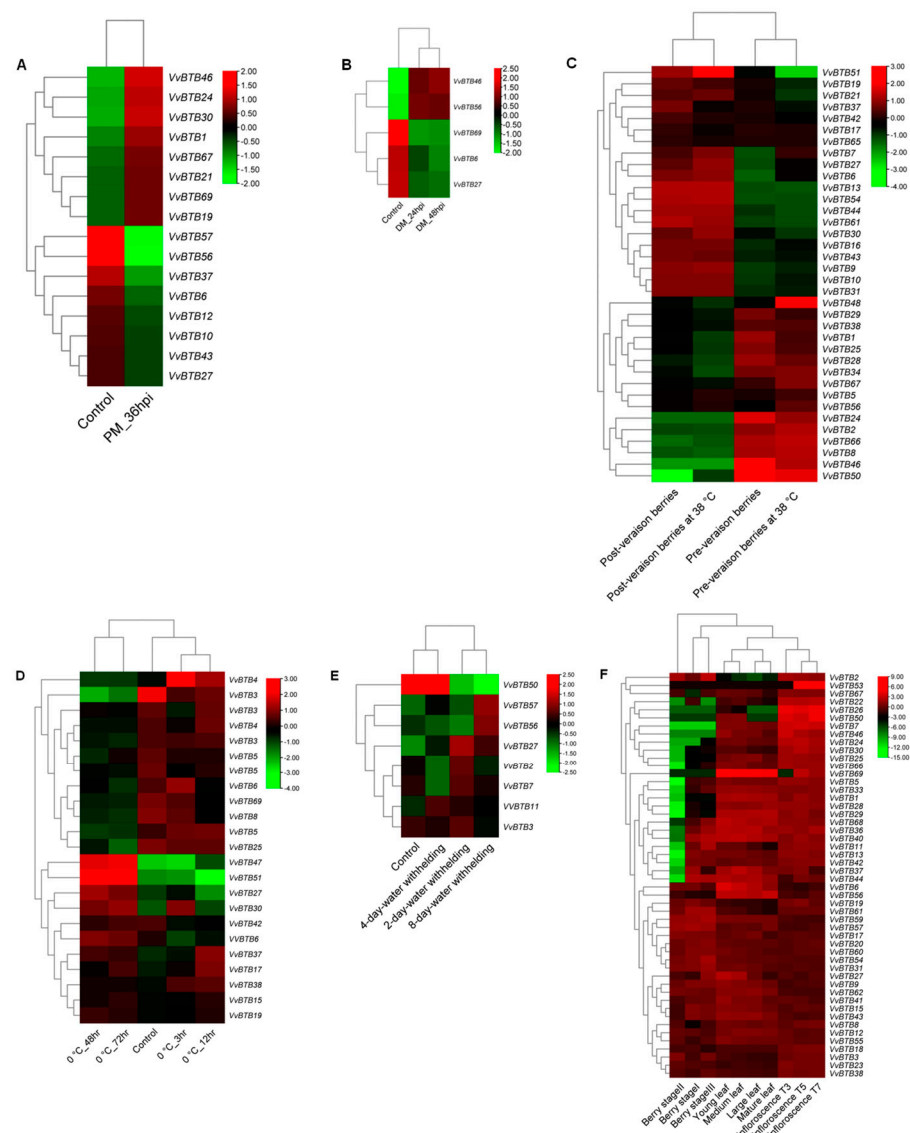 A
VvBTB46
VvBTB24
VvBTB30
VvBTB1
VvBTB67
VvBTB21
VvBTB69
VvBTB19
VvBTB57
VvBTB56
VvBTB37
VvBTB6
VvBTB12
VvBTB10
VvBTB43
VvBTB27
2.00
1.50
1.00
0.50
0.00
-0.50
-1.00
-1.50
-2.00
Control
PM_36hpi
B
VvBTB46
VvBTB56
VvBTB69
VvBTB6
VvBTB27
2.50
2.00
1.50
1.00
0.50
0.00
-0.50
-1.00
-1.50
-2.00
Control
DM_24hpi
DM_48hpi
C
VvBTB51
VvBTB19
VvBTB21
VvBTB37
VvBTB42
VvBTB17
VvBTB65
VvBTB7
VvBTB27
VvBTB6
VvBTB13
VvBTB54
VvBTB44
VvBTB61
VvBTB30
VvBTB16
VvBTB43
VvBTB9
VvBTB10
VvBTB31
VvBTB48
VvBTB29
VvBTB38
VvBTB1
VvBTB25
VvBTB28
VvBTB34
VvBTB67
VvBTB5
VvBTB56
VvBTB24
VvBTB2
VvBTB66
VvBTB8
VvBTB46
VvBTB50
3.00
2.00
1.00
0.00
-1.00
-2.00
-3.00
-4.00
Post-veraison berries
Post-veraison berries at 38 °C
Pre-veraison berries
Pre-veraison berries at 38 °C
D
VvBTB4
VvBTB3
VvBTB3
VvBTB4
VvBTB3
VvBTB5
VvBTB5
VvBTB6
VvBTB69
VvBTB8
VvBTB5
VvBTB25
VvBTB47
VvBTB51
VvBTB27
VvBTB30
VvBTB42
VVBTB6
VvBTB37
VvBTB17
VvBTB38
VvBTB15
VvBTB19
3.00
2.00
1.00
0.00
-1.00
-2.00
-3.00
-4.00
0 °C_48hr
0 °C_72hr
Control
0 °C_3hr
0 °C_12hr
E
VvBTB50
VvBTB57
VvBTB56
VvBTB27
VvBTB2
VvBTB7
VVBTB11
VvBTB3
2.50
2.00
1.50
1.00
0.50
0.00
-0.50
-1.00
-1.50
-2.00
-2.50
Control
4-day-water withhelding
2-day-water withhelding
8-day-water withhelding
F
VvBTB2
VvBTB53
VvBTB67
VvBTB22
VvBTB26
VvBTB50
VvBTB7
VvBTB46
VvBTB24
VvBTB30
VvBTB25
VvBTB66
VvBTB69
VvBTB5
VvBTB33
VvBTB1
VvBTB28
VvBTB29
VvBTB68
VvBTB36
VvBTB40
VvBTB11
VvBTB13
VvBTB42
VvBTB37
VvBTB44
VvBTB6
VvBTB56
VvBTB19
VvBTB61
VvBTB59
VvBTB57
VvBTB17
VvBTB20
VvBTB60
VvBTB54
VvBTB31
VvBTB27
VvBTB9
VvBTB62
VvBTB41
VvBTB15
VvBTB43
VvBTB8
VvBTB12
VvBTB55
VvBTB18
VvBTB3
VvBTB23
VvBTB38
9.00
6.00
3.00
0.00
-3.00
-6.00
-9.00
-12.00
-15.00
Berry stageII
Berry stageI
Berry stageIII
Young leaf
Medium leaf
Large leaf
Mature leaf
Infloroscence T3
Infloroscence T5
Infloroscence T7